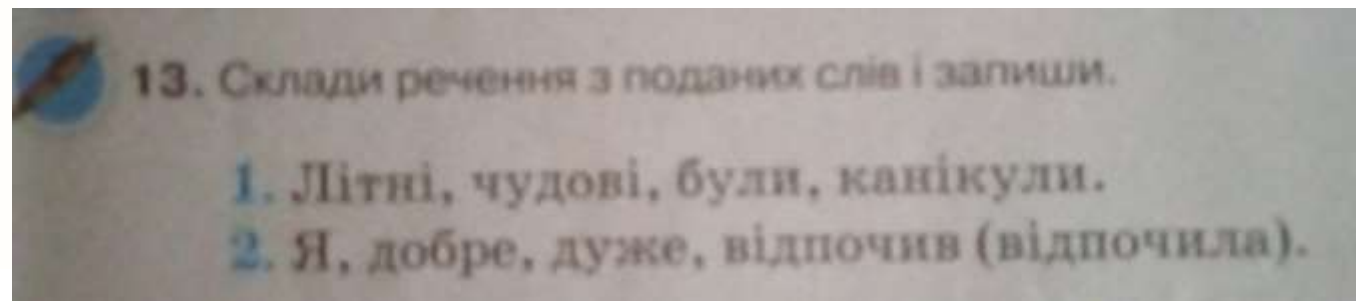 13. Склади речення з поданих слів і запиши.
1. Літні, чудові, були, канікули.
2. Я, добре, дуже, відпочив (відпочила).